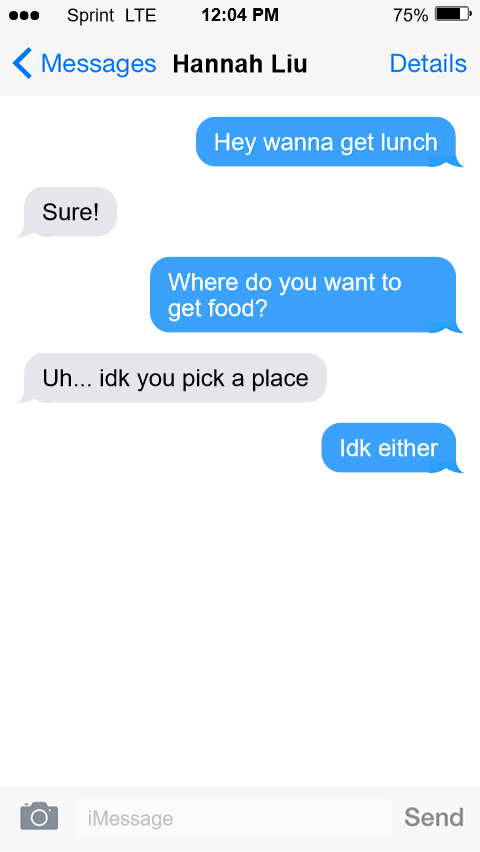 Sprint LTE 12:04 PM 75%
Messages Hannah Liu Details
Hey wanna get lunch
Sure!
Where do you want to
get food?
Uh... idk you pick a place
Idk either
iMessage Send